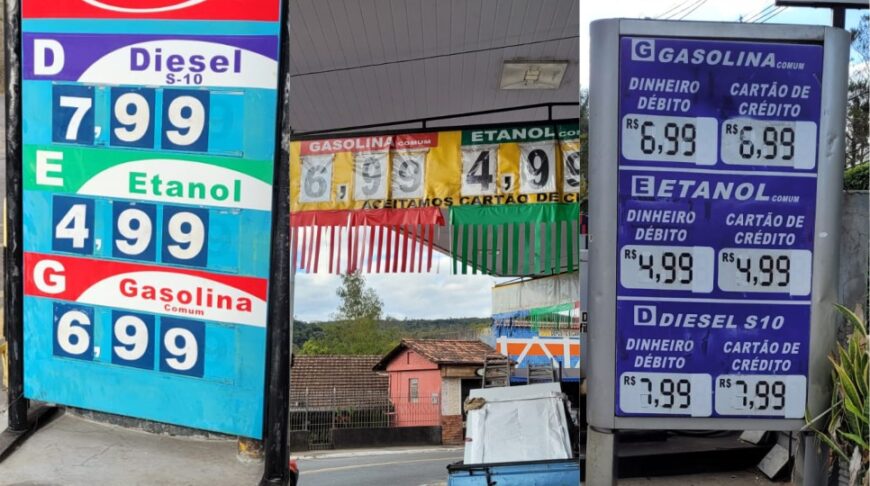 D Diesel
S-10
7,99
E Etanol
4,99
G Gasolina
Comum
6,99
GASOLINA COMUM
6,99
ETANOL COMUM
4,99
ACEITAMOS CARTÃO DE
G GASOLINA COMUM
DINHEIRO DÉBITO
CARTÃO DE CRÉDITO
R$ 6,99
R$ 6,99
E ETANOL COMUM
DINHEIRO DÉBITO
CARTÃO DE CRÉDITO
R$ 4,99
R$ 4,99
D DIESEL S10
DINHEIRO DÉBITO
CARTÃO DE CRÉDITO
R$ 7,99
R$ 7,99